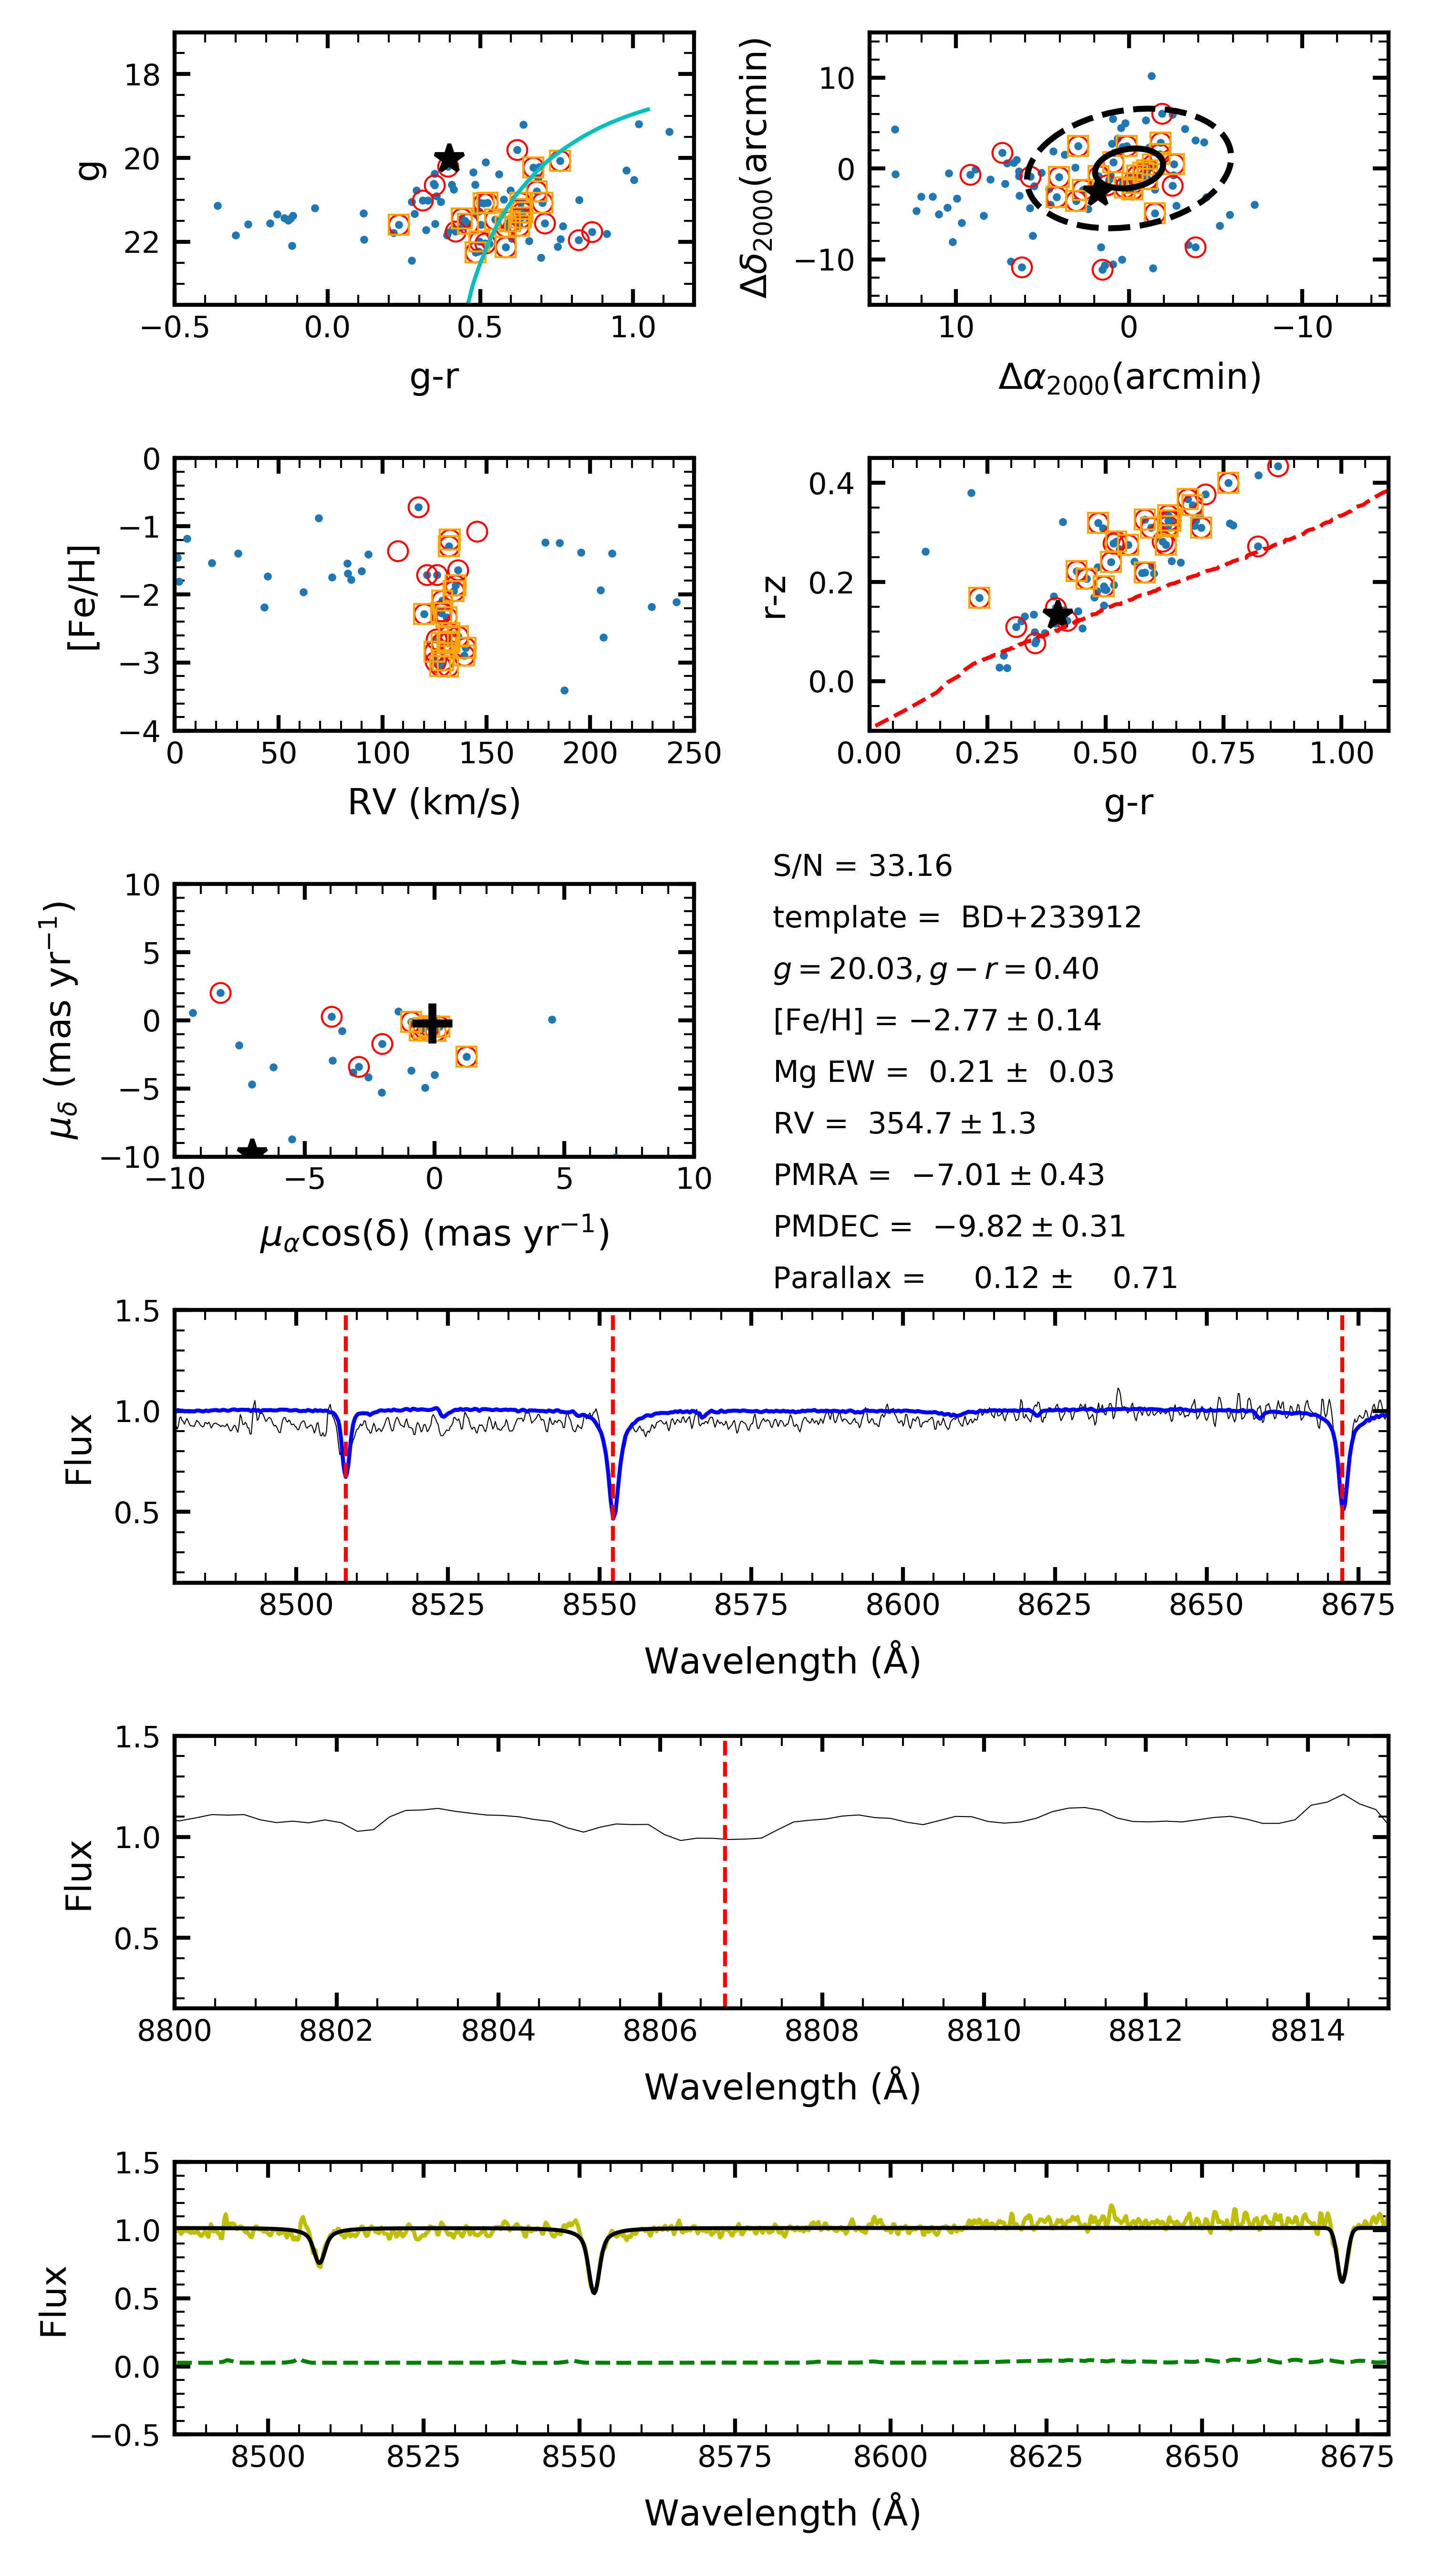 18
20
22
g
−0.5 0.0 0.5 1.0
g-r
10
0
−10
Δδ2000(arcmin)
10 0 −10
Δα2000(arcmin)
0
−1
−2
−3
−4
[Fe/H]
0 50 100 150 200 250
RV (km/s)
0.4
0.2
0.0
r-z
0.00 0.25 0.50 0.75 1.00
g-r
10
5
0
−5
−10
μδ (mas yr−1)
−10 −5 0 5 10
μαcos(δ) (mas yr−1)
S/N = 33.16
template = BD+233912
g = 20.03, g − r = 0.40
[Fe/H] = −2.77 ± 0.14
Mg EW = 0.21 ± 0.03
RV = 354.7 ± 1.3
PMRA = −7.01 ± 0.43
PMDEC = −9.82 ± 0.31
Parallax = 0.12 ± 0.71
1.5
1.0
0.5
Flux
8500 8525 8550 8575 8600 8625 8650 8675
Wavelength (Å)
1.5
1.0
0.5
Flux
8800 8802 8804 8806 8808 8810 8812 8814
Wavelength (Å)
1.5
1.0
0.5
0.0
−0.5
Flux
8500 8525 8550 8575 8600 8625 8650 8675
Wavelength (Å)